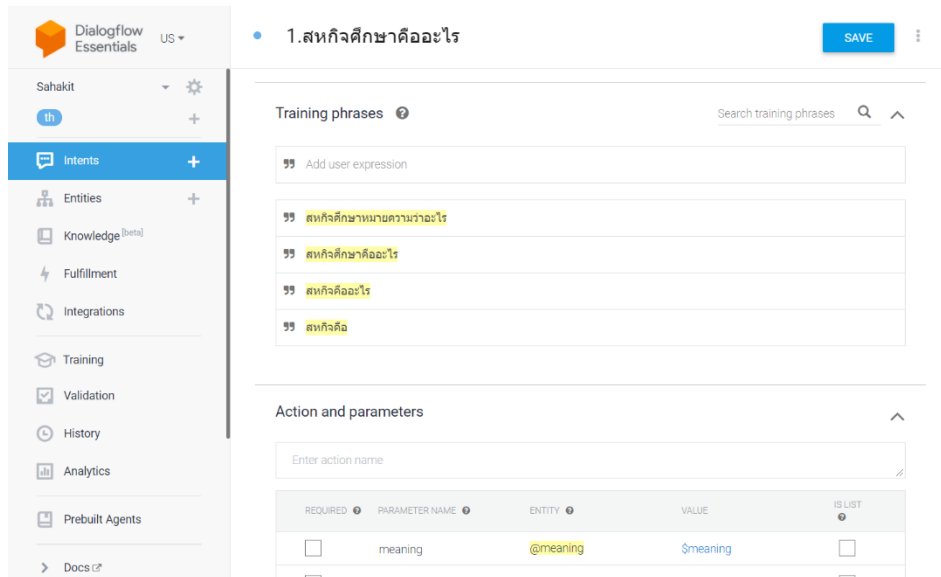 Dialogflow
Essentials
US
1.สหกิจศึกษาคืออะไร
SAVE
Sahakit
th
Intents
Entities
Knowledge [beta]
Fulfillment
Integrations
Training
Validation
History
Analytics
Prebuilt Agents
Docs
Training phrases
Search training phrases
Add user expression
สหกิจศึกษาหมายความว่าอะไร
สหกิจศึกษาคืออะไร
สหกิจคืออะไร
สหกิจคือ
Action and parameters
Enter action name
REQUIRED PARAMETER NAME ENTITY VALUE IS LIST
meaning @meaning $meaning